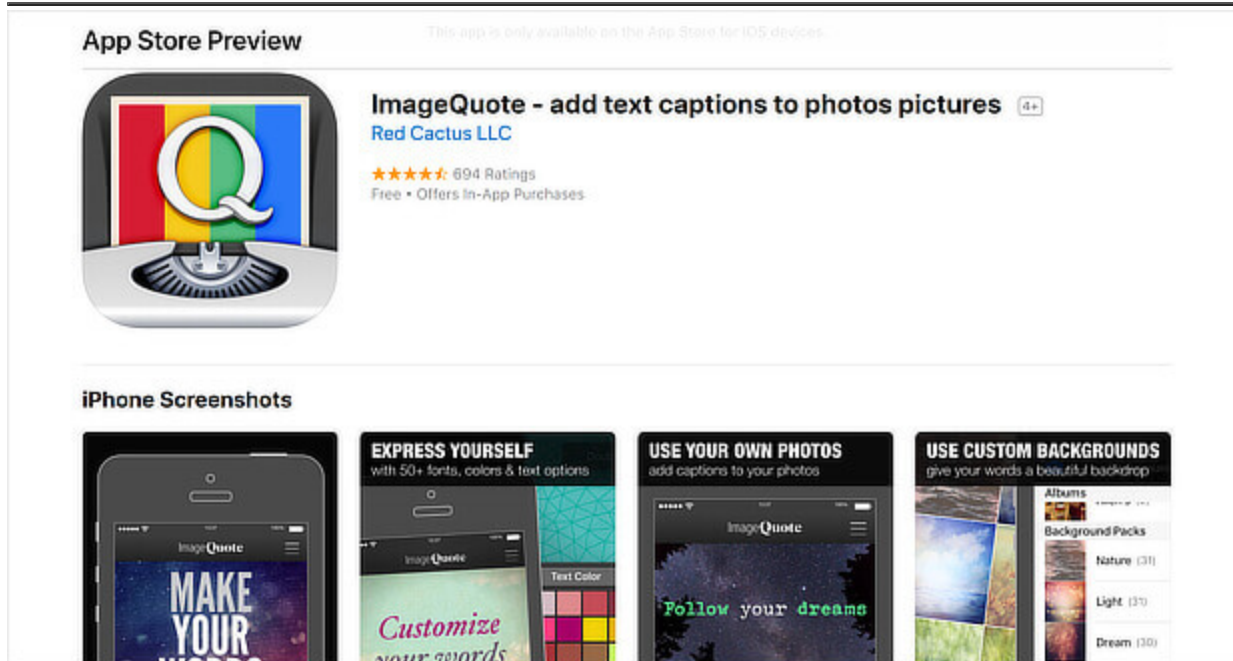 This app is only available on the App Store for iOS devices.
App Store Preview
Q
ImageQuote - add text captions to photos pictures 4+
Red Cactus LLC
694 Ratings
Free • Offers In-App Purchases
iPhone Screenshots
ImageQuote
MAKE
YOUR
WORDS
EXPRESS YOURSELF
with 50+ fonts, colors & text options
ImageQuote
Text Color
Customize
your words
USE YOUR OWN PHOTOS
add captions to your photos
ImageQuote
Follow your dreams
USE CUSTOM BACKGROUNDS
give your words a beautiful backdrop
Albums
Background Packs
Nature (31)
Light (31)
Dream (30)